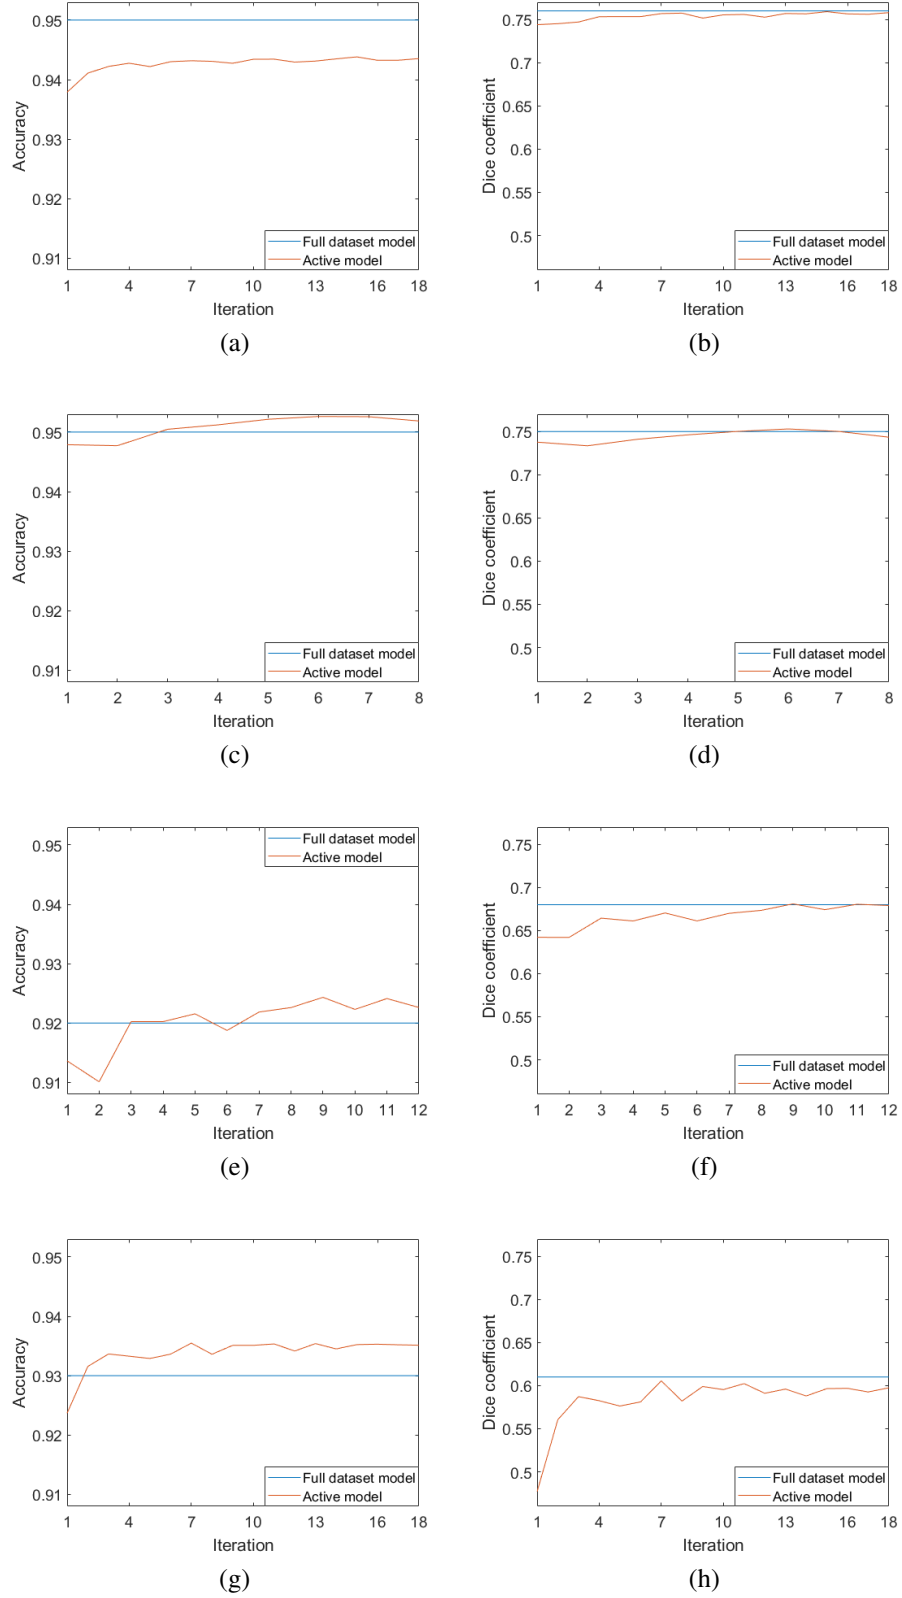 0.95
0.94
0.93
0.92
0.91
Accuracy
Full dataset model
Active model
1 4 7 10 13 16 18
Iteration
(a)
0.75
0.7
0.65
0.6
0.55
0.5
Dice coefficient
Full dataset model
Active model
1 4 7 10 13 16 18
Iteration
(b)
0.95
0.94
0.93
0.92
0.91
Accuracy
Full dataset model
Active model
1 2 3 4 5 6 7 8
Iteration
(c)
0.75
0.7
0.65
0.6
0.55
0.5
Dice coefficient
Full dataset model
Active model
1 2 3 4 5 6 7 8
Iteration
(d)
Full dataset model
Active model
0.95
0.94
0.93
0.92
0.91
Accuracy
1 2 3 4 5 6 7 8 9 10 11 12
Iteration
(e)
0.75
0.7
0.65
0.6
0.55
0.5
Dice coefficient
Full dataset model
Active model
1 2 3 4 5 6 7 8 9 10 11 12
Iteration
(f)
0.95
0.94
0.93
0.92
0.91
Accuracy
Full dataset model
Active model
1 4 7 10 13 16 18
Iteration
(g)
0.75
0.7
0.65
0.6
0.55
0.5
Dice coefficient
Full dataset model
Active model
1 4 7 10 13 16 18
Iteration
(h)